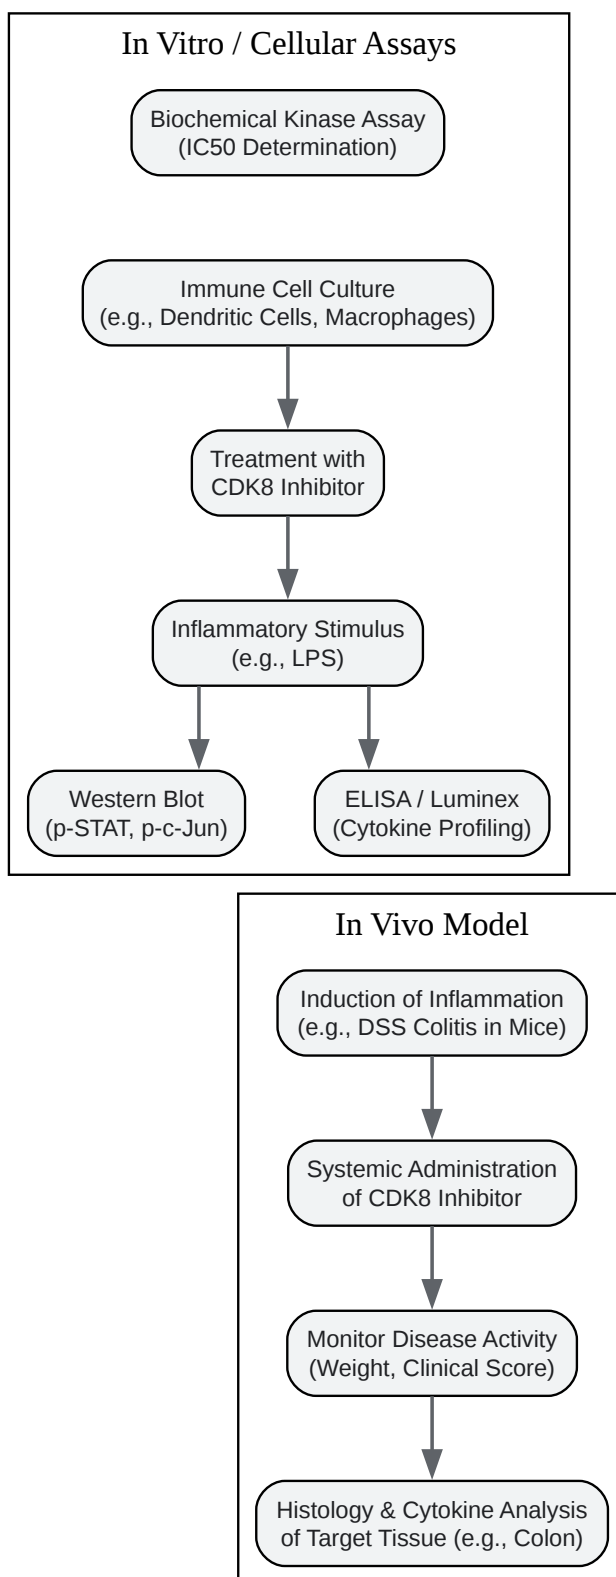 In Vitro / Cellular Assays
Biochemical Kinase Assay
(IC50 Determination)
Immune Cell Culture
(e.g., Dendritic Cells, Macrophages)
Treatment with
CDK8 Inhibitor
Inflammatory Stimulus
(e.g., LPS)
Western Blot
(p-STAT, p-c-Jun)
ELISA / Luminex
(Cytokine Profiling)
In Vivo Model
Induction of Inflammation
(e.g., DSS Colitis in Mice)
Systemic Administration
of CDK8 Inhibitor
Monitor Disease Activity
(Weight, Clinical Score)
Histology & Cytokine Analysis
of Target Tissue (e.g., Colon)